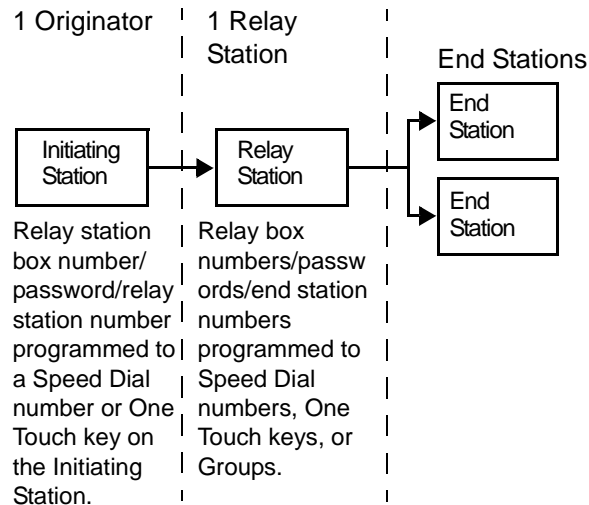 1 Originator
1 Relay
Station
End Stations
Initiating
Station
Relay
Station
End
Station
End
Station
Relay station
box number/
password/relay
station number
programmed to
a Speed Dial
number or One
Touch key on
the Initiating
Station.
Relay box
numbers/passw
ords/end station
numbers
programmed to
Speed Dial
numbers, One
Touch keys, or
Groups.